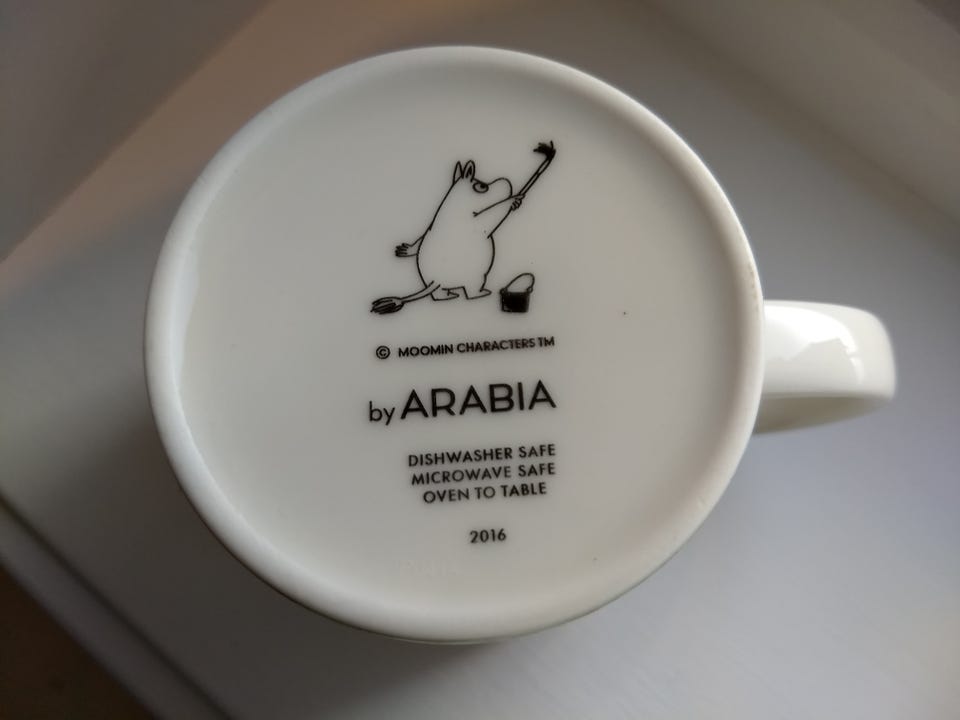 © MOOMIN CHARACTERS TM
by ARABIA
DISHWASHER SAFE
MICROWAVE SAFE
OVEN TO TABLE
2016